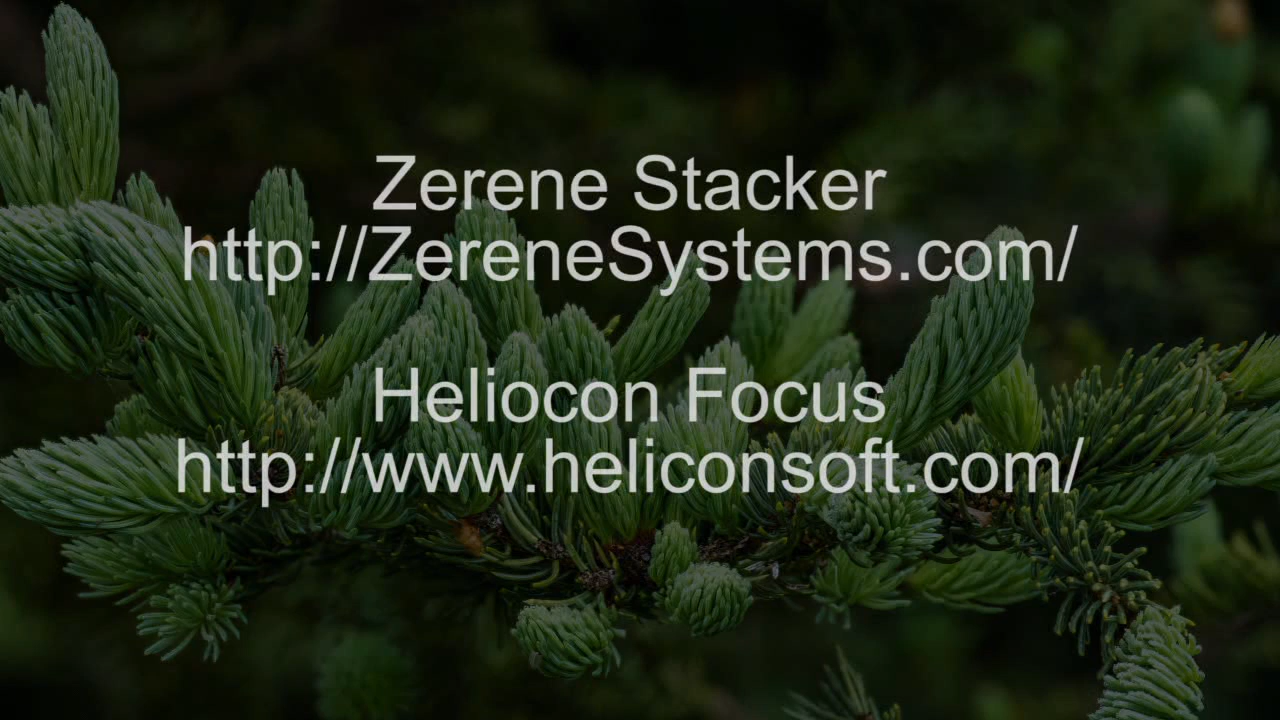 Zerene Stacker
http://ZereneSystems.com/
Heliocon Focus
http://www.heliconsoft.com/